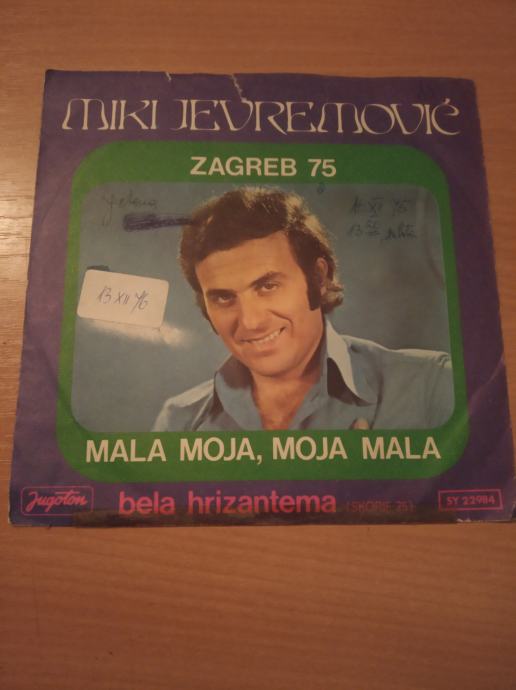 MIKI JEVREMOVIĆ
ZAGREB 75
Jelena
13 XII 76
MALA MOJA, MOJA MALA
Jugoton
bela hrizantema (SKOPJE 75)
SY 22984